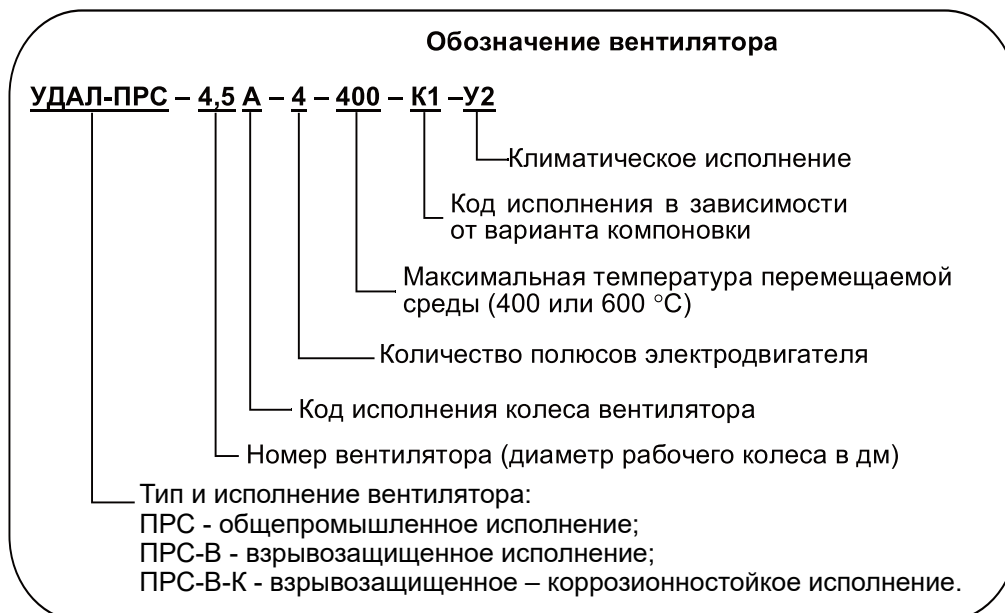 Обозначение вентилятора
УДАЛ-ПРС – 4,5 А – 4 – 400 – К1 –У2
Климатическое исполнение
Код исполнения в зависимости
от варианта компоновки
Максимальная температура перемещаемой
среды (400 или 600 °С)
Количество полюсов электродвигателя
Код исполнения колеса вентилятора
Номер вентилятора (диаметр рабочего колеса в дм)
Тип и исполнение вентилятора:
ПРС - общепромышленное исполнение;
ПРС-В - взрывозащищенное исполнение;
ПРС-В-К - взрывозащищенное – коррозионностойкое исполнение.